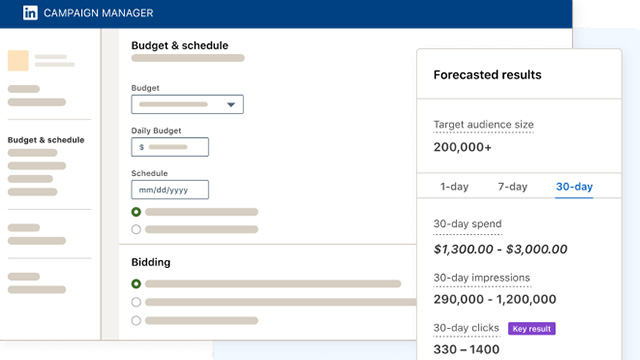 in CAMPAIGN MANAGER
Budget & schedule
Budget & schedule
Budget
Daily Budget
$
Schedule
mm/dd/yyyy
Bidding
Forecasted results
Target audience size
200,000+
1-day 7-day 30-day
30-day spend
$1,300.00 - $3,000.00
30-day impressions
290,000 - 1,200,000
30-day clicks Key result
330 – 1400